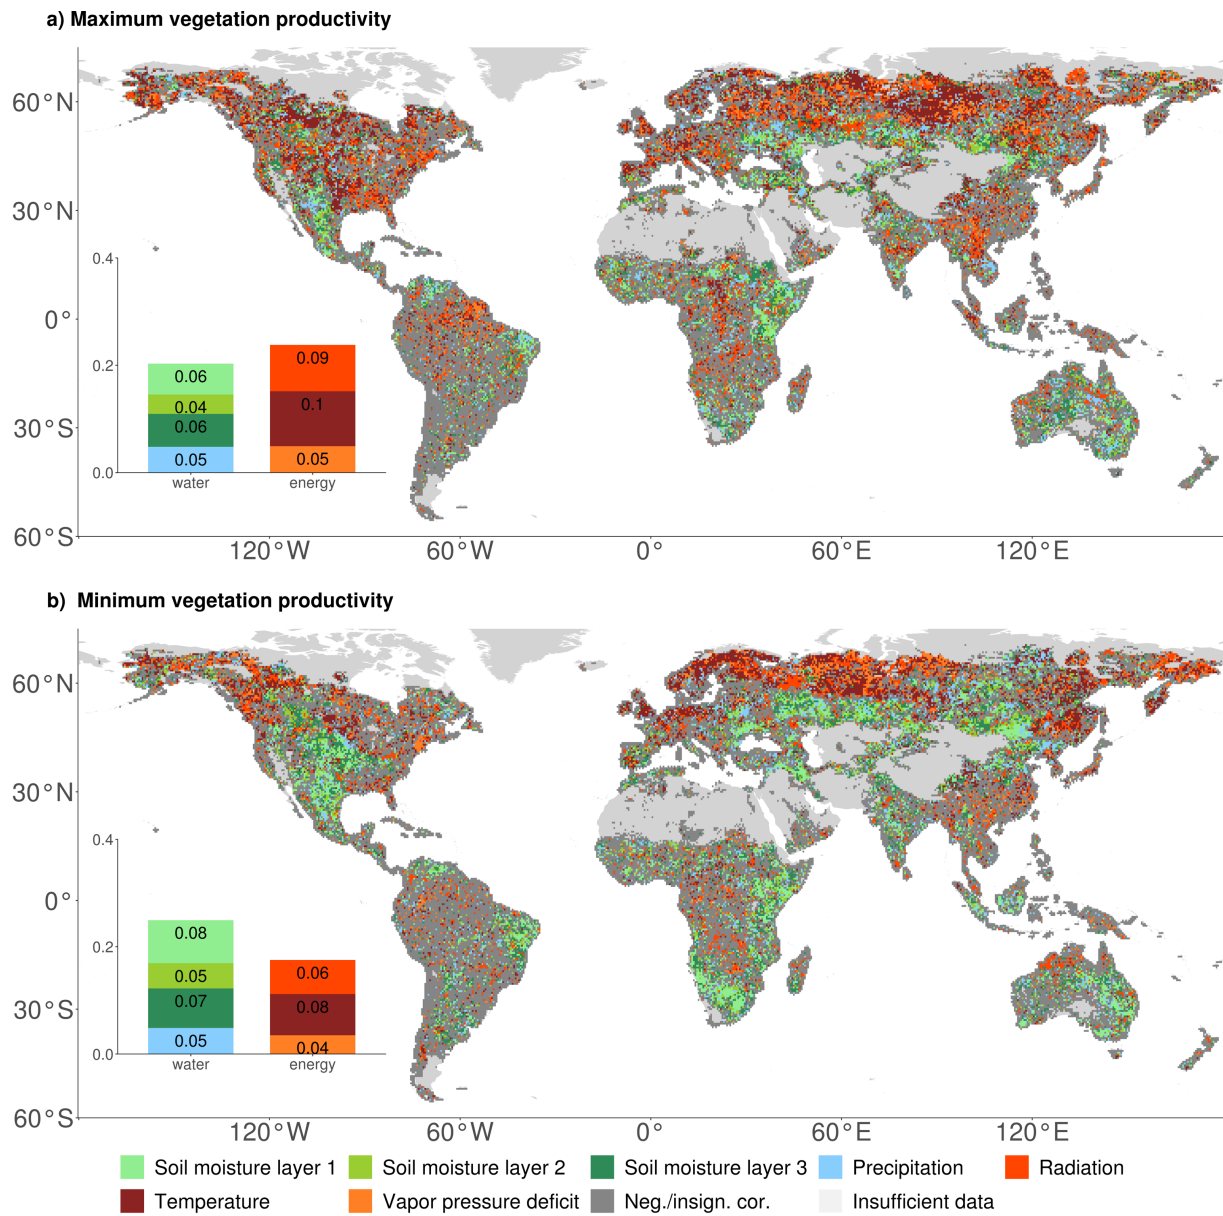 a) Maximum vegetation productivity
60°N
30°N
0°
30°S
60°S
0.4
0.2
0.0
0.06
0.04
0.06
0.05
0.09
0.1
0.05
water
energy
120°W
60°W
0°
60°E
120°E
b) Minimum vegetation productivity
60°N
30°N
0°
30°S
60°S
0.4
0.2
0.0
0.08
0.05
0.07
0.05
0.06
0.08
0.04
water
energy
120°W
60°W
0°
60°E
120°E
Soil moisture layer 1
Soil moisture layer 2
Soil moisture layer 3
Precipitation
Radiation
Temperature
Vapor pressure deficit
Neg./insign. cor.
Insufficient data